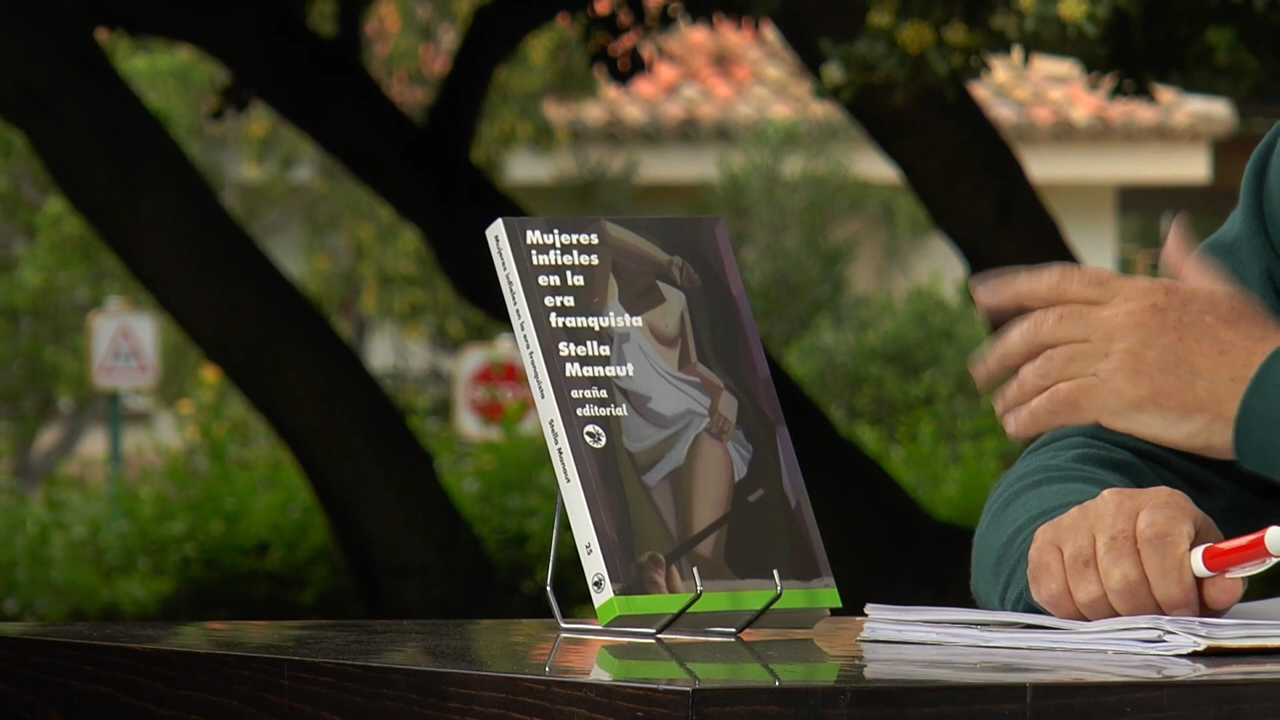 Mujeres
infieles
en la
era
franquista
Stella
Manaut
araña
editorial
Mujeres infieles en la era franquista
Stella Manaut
25